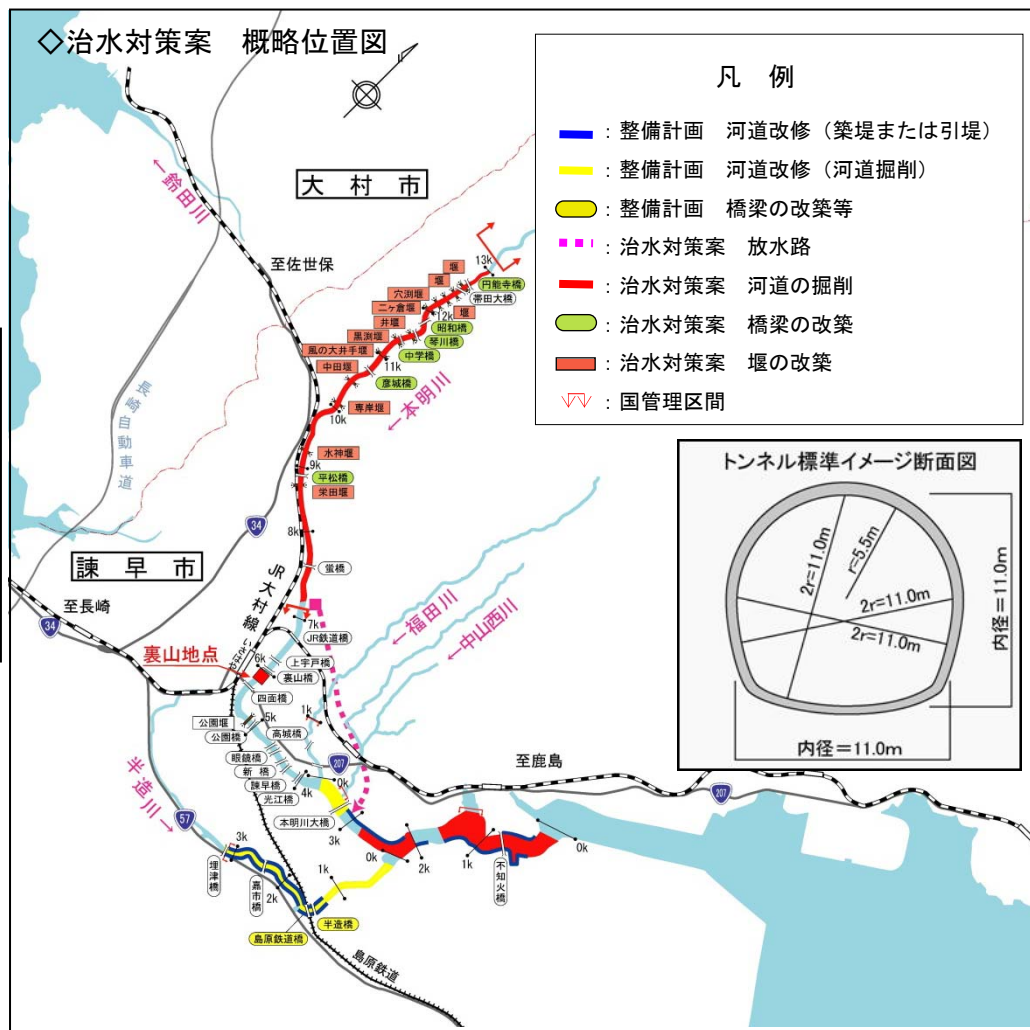 ◇治水対策案 概略位置図
凡 例
：整備計画 河道改修（築堤または引堤）
：整備計画 河道改修（河道掘削）
：整備計画 橋梁の改築等
：治水対策案 放水路
：治水対策案 河道の掘削
：治水対策案 橋梁の改築
：治水対策案 堰の改築
：国管理区間
←鈴田川
大村市
至佐世保
13k
円能寺橋
帯田大橋
堰
堰
堰
穴渕堰
二ケ倉堰
12k
昭和橋
井堰
琴川橋
黒渕堰
中学橋
風の大井手堰
11k
中田堰
彦城橋
←本明川
専岸堰
10k
長崎自動車道
水神堰
9k
平松橋
栄田堰
34
8k
諫早市
蛍橋
JR大村線
至長崎
34
7k
JR鉄道橋
←福田川
←中山西川
いさはや
裏山地点
6k
上宇戸橋
裏山橋
四面橋
1k
公園堰
5k
公園橋
高城橋
眼鏡橋
新 橋
諫早橋
光江橋
4k
0k
207
至鹿島
207
半造川→
57
本明川大橋
3k
0k
2k
1k
不知火橋
0k
3k
埋津橋
嘉市橋
2k
1k
半造橋
島原鉄道橋
島原鉄道
トンネル標準イメージ断面図
2r=11.0m
r=5.5m
2r=11.0m
2r=11.0m
内径＝11.0m
内径＝11.0m